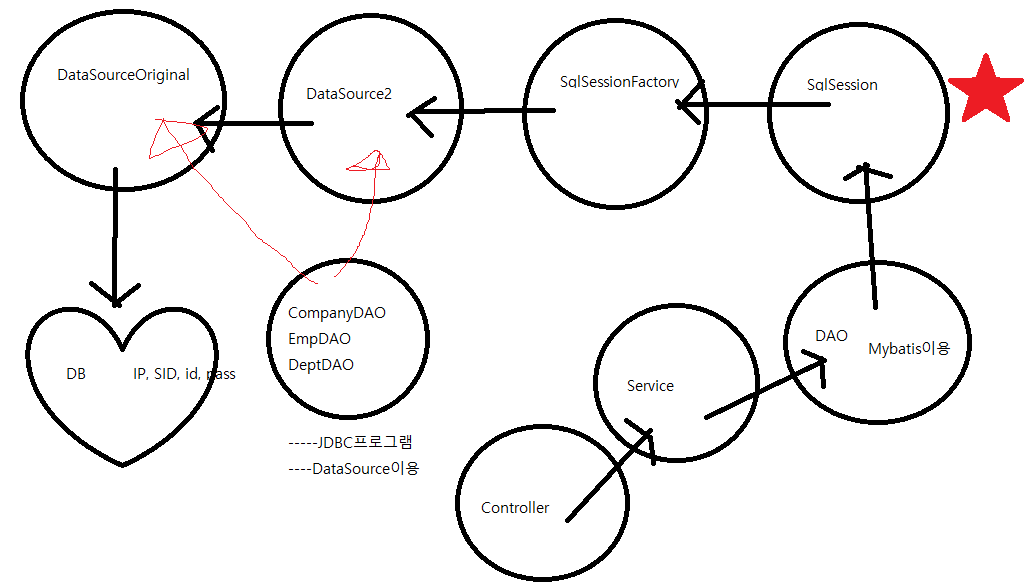 DataSourceOriginal
DataSource2
SqlSessionFactory
SqlSession
DB
IP, SID, id, pass
CompanyDAO
EmpDAO
DeptDAO
-----JDBC프로그램
----DataSource이용
Controller
Service
DAO
Mybatis이용